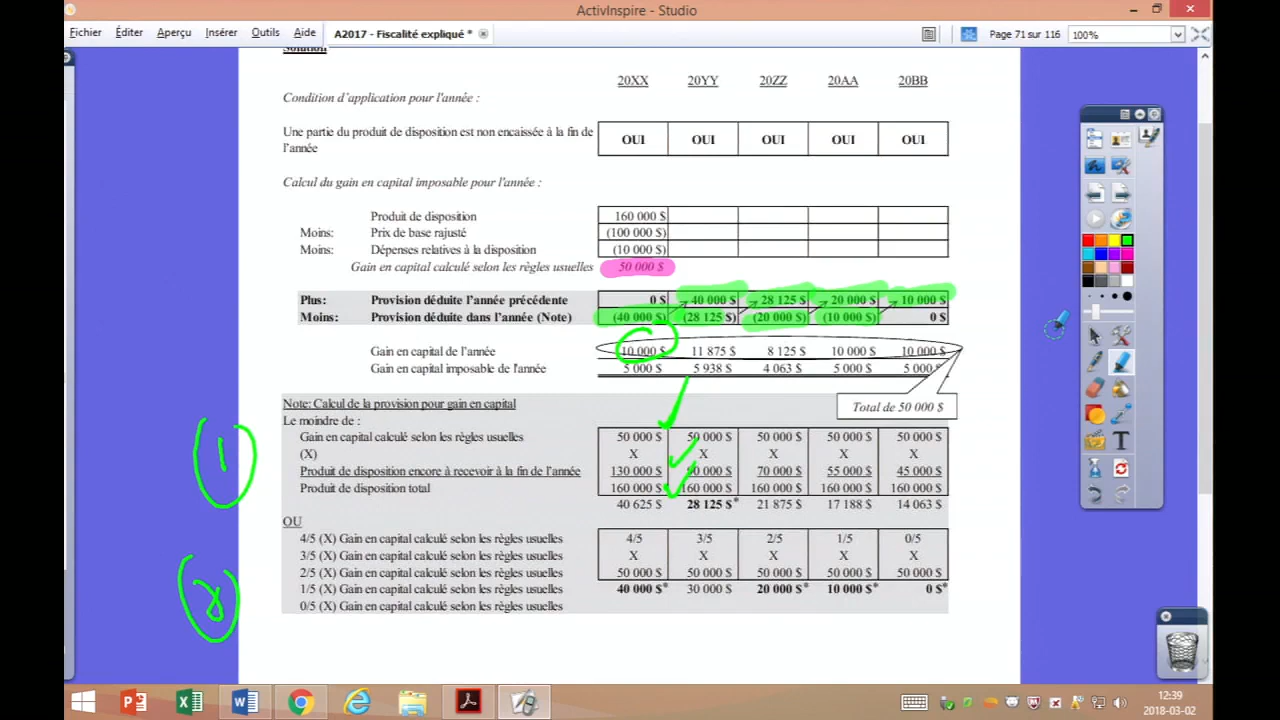 ActivInspire - Studio
Fichier Éditer Aperçu Insérer Outils Aide A2017 - Fiscalité expliqué * Page 71 sur 116 100%
Solution
20XX 20YY 20ZZ 20AA 20BB
Condition d'application pour l'année :
Une partie du produit de disposition est non encaissée à la fin de
l'année
OUI OUI OUI OUI OUI
Calcul du gain en capital imposable pour l'année :
Produit de disposition 160 000 $
Moins: Prix de base rajusté (100 000 $)
Moins: Dépenses relatives à la disposition (10 000 $)
Gain en capital calculé selon les règles usuelles 50 000 $
Plus: Provision déduite l'année précédente 0 $ 40 000 $ 28 125 $ 20 000 $ 10 000 $
Moins: Provision déduite dans l'année (Note) (40 000 $) (28 125 $) (20 000 $) (10 000 $) 0 $
Gain en capital de l'année 10 000 $ 11 875 $ 8 125 $ 10 000 $ 10 000 $
Gain en capital imposable de l'année 5 000 $ 5 938 $ 4 063 $ 5 000 $ 5 000
Note: Calcul de la provision pour gain en capital
Total de 50 000 $
Le moindre de :
1
Gain en capital calculé selon les règles usuelles 50 000 $ 50 000 $ 50 000 $ 50 000 $ 50 000 $
(X) X X X X X
Produit de disposition encore à recevoir à la fin de l'année 130 000 $ 90 000 $ 70 000 $ 55 000 $ 45 000 $
Produit de disposition total 160 000 $ 160 000 $ 160 000 $ 160 000 $ 160 000 $
40 625 $ 28 125 $* 21 875 $ 17 188 $ 14 063 $
OU
2
4/5 (X) Gain en capital calculé selon les règles usuelles 4/5 3/5 2/5 1/5 0/5
3/5 (X) Gain en capital calculé selon les règles usuelles X X X X X
2/5 (X) Gain en capital calculé selon les règles usuelles 50 000 $ 50 000 $ 50 000 $ 50 000 $ 50 000 $
1/5 (X) Gain en capital calculé selon les règles usuelles 40 000 $* 30 000 $ 20 000 $* 10 000 $* 0 $*
0/5 (X) Gain en capital calculé selon les règles usuelles
12:39
2018-03-02